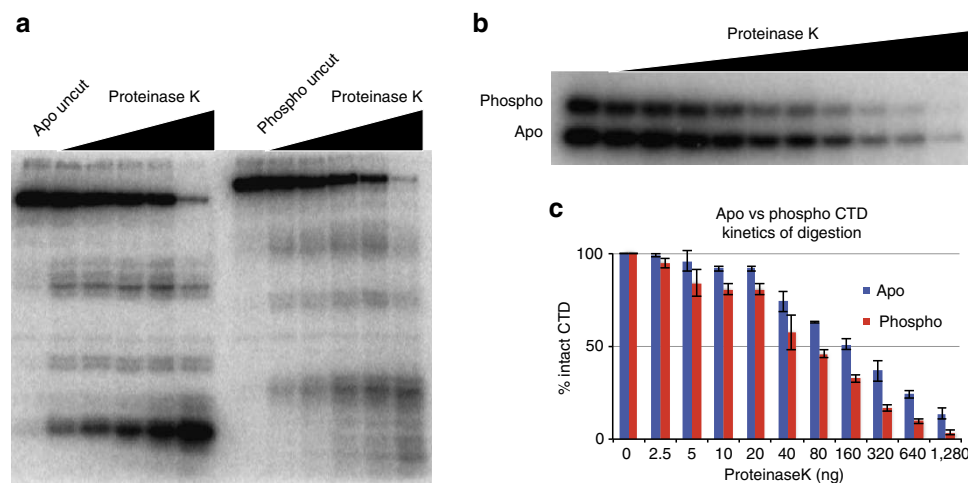 a
Apo uncut
Proteinase K
Phospho uncut
Proteinase K
b
Proteinase K
Phospho
Apo
c
Apo vs phospho CTD
kinetics of digestion
% intact CTD
100
50
0
Apo
Phospho
0 2.5 5 10 20 40 80 160 320 640 1,280
ProteinaseK (ng)